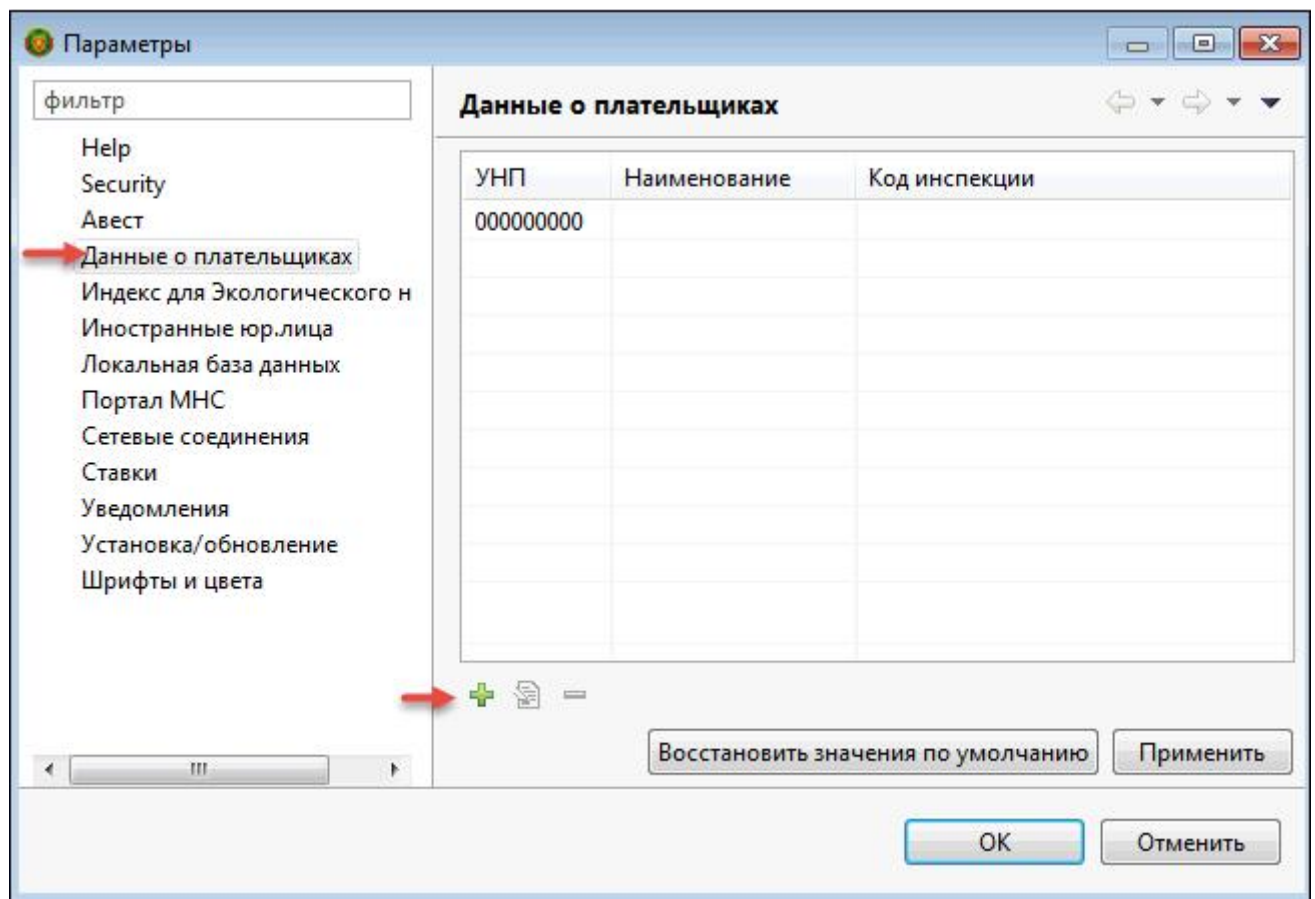 Параметры
фильтр
Help
Security
Авест
Данные о плательщиках
Индекс для Экологического н
Иностранные юр.лица
Локальная база данных
Портал МНС
Сетевые соединения
Ставки
Уведомления
Установка/обновление
Шрифты и цвета
Данные о плательщиках
УНП Наименование Код инспекции
000000000
Восстановить значения по умолчанию Применить
OK Отменить